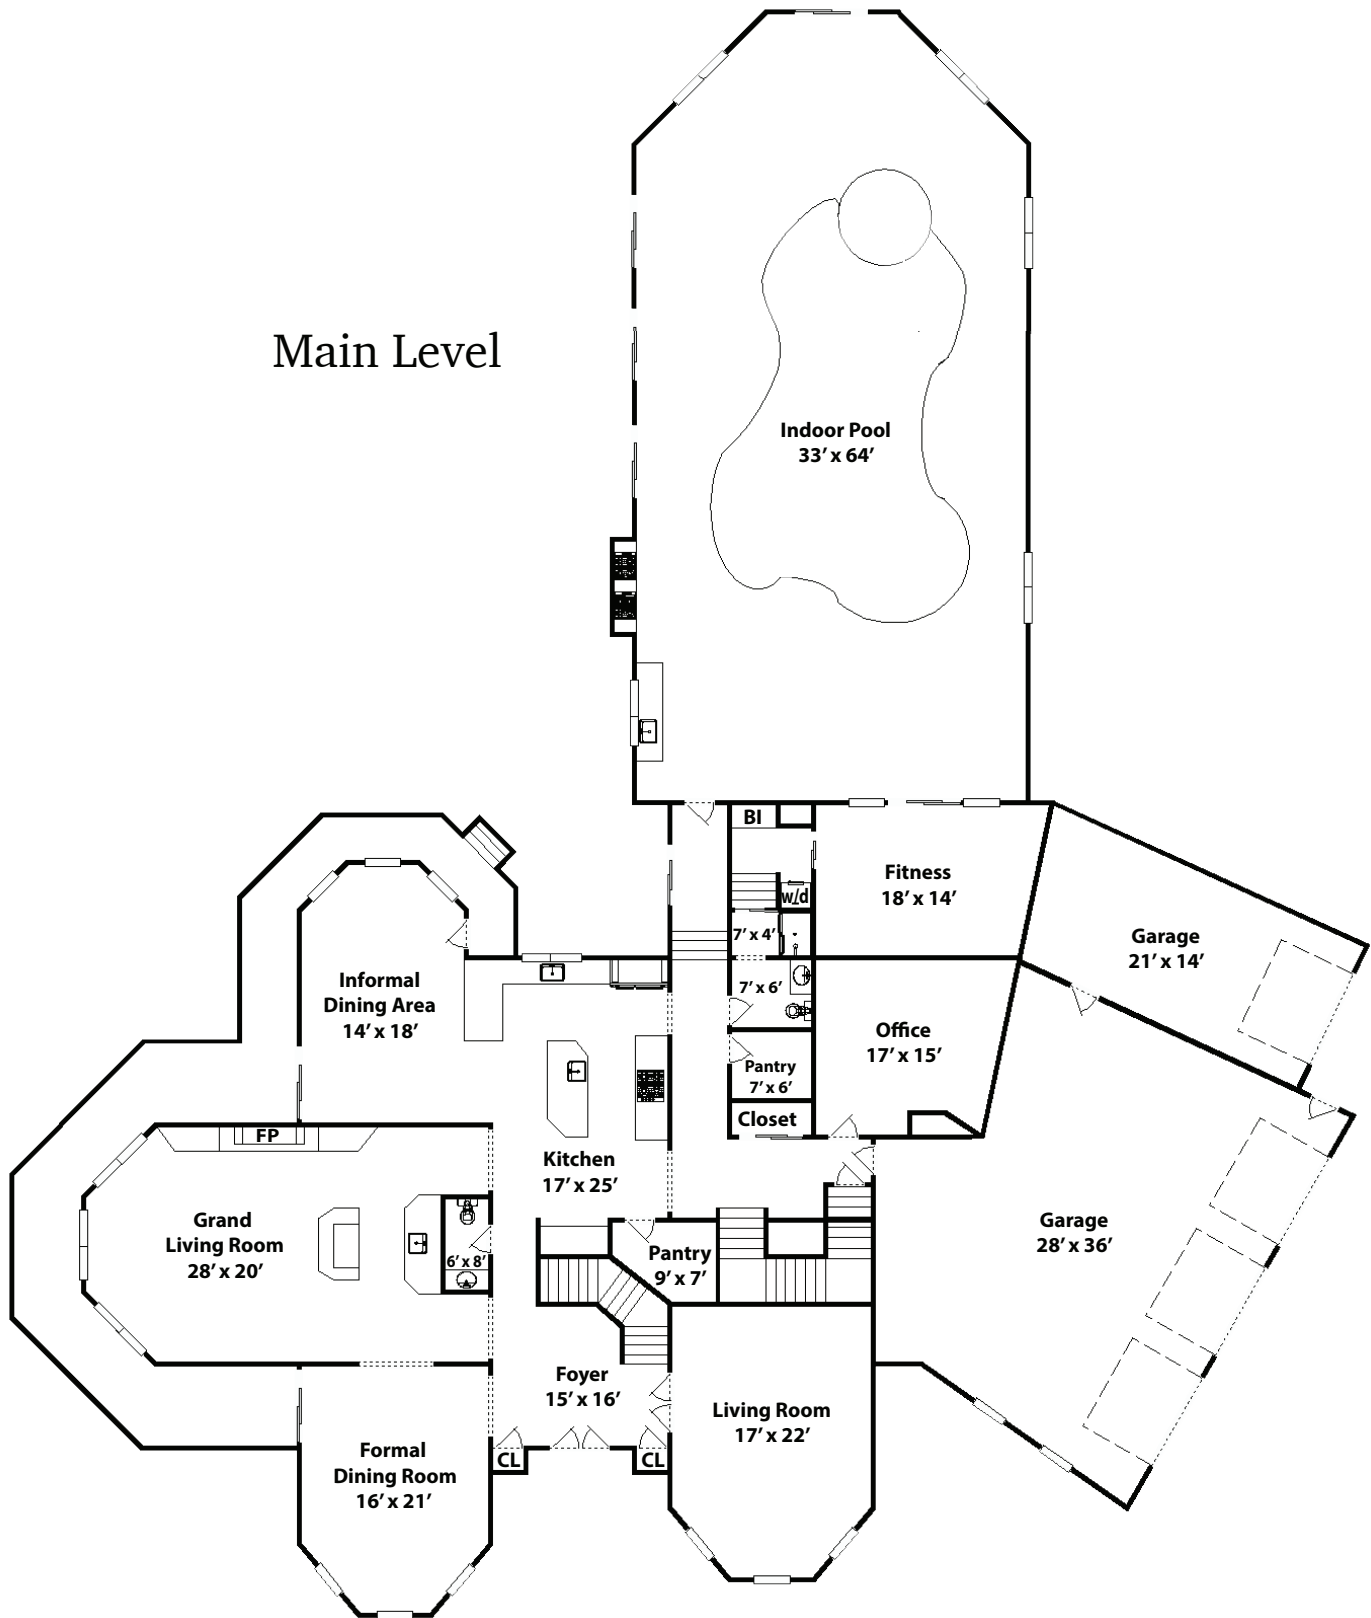 Main Level
Indoor Pool
33’ x 64’
BI
Fitness
18’ x 14’
w/d
7’ x 4’
Garage
21’ x 14’
Informal
Dining Area
14’ x 18’
7’ x 6’
Office
17’ x 15’
Pantry
7’ x 6’
Closet
FP
Kitchen
17’ x 25’
Grand
Living Room
28’ x 20’
6’ x 8’
Pantry
9’ x 7’
Garage
28’ x 36’
Foyer
15’ x 16’
Living Room
17’ x 22’
Formal
Dining Room
16’ x 21’
CL
CL